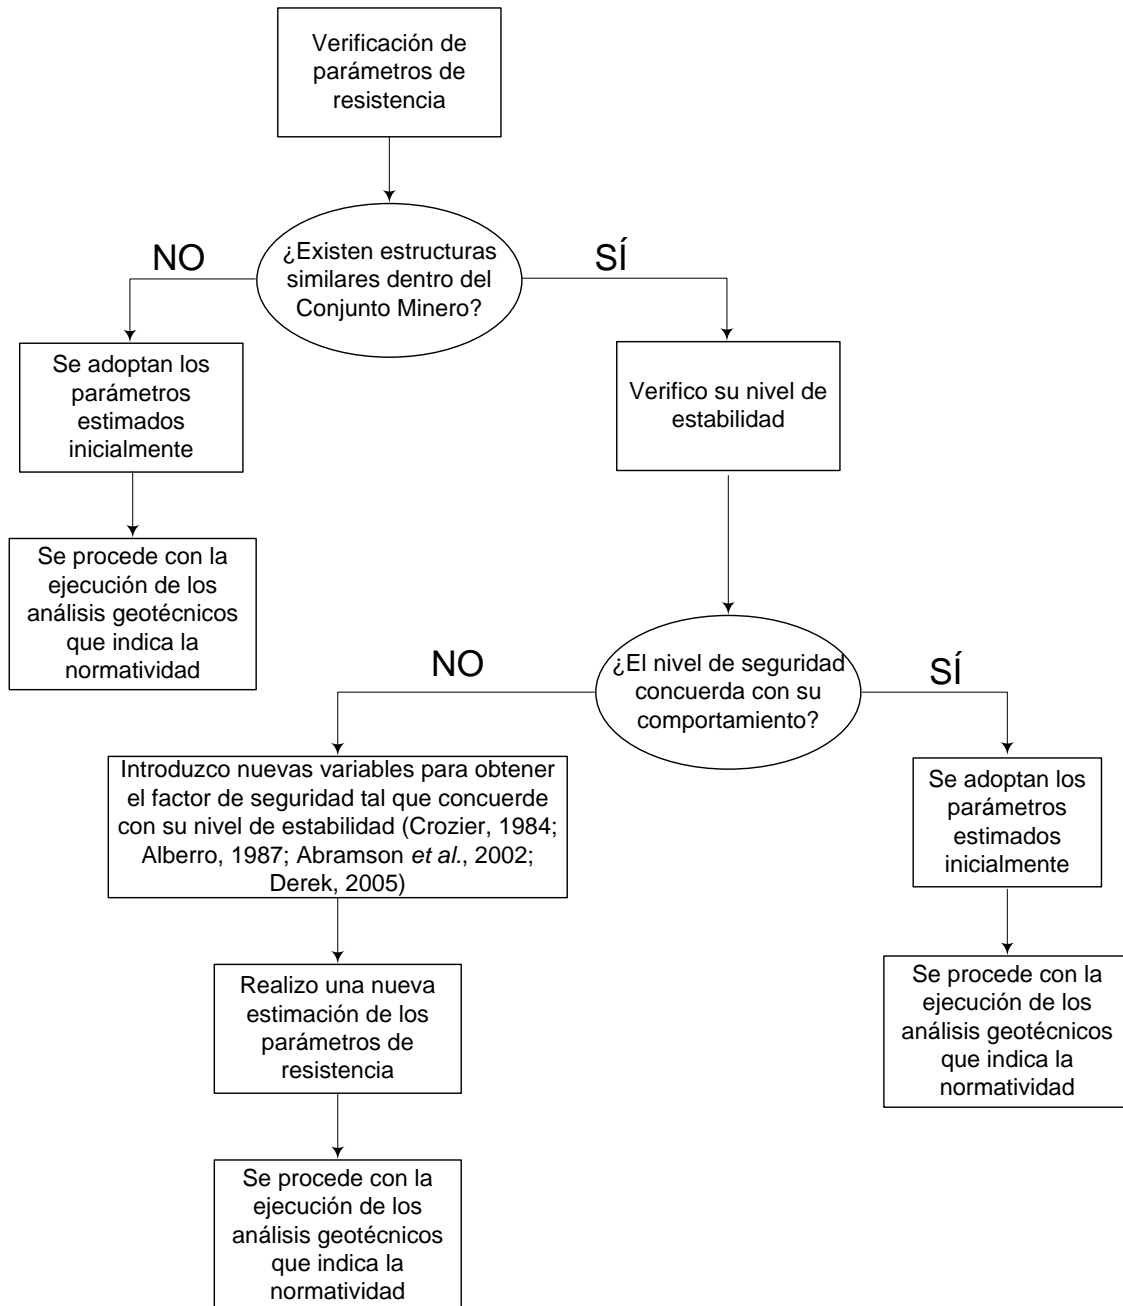 Verificación de
parámetros de
resistencia
¿Existen estructuras
similares dentro del
Conjunto Minero?
NO
SÍ
Se adoptan los
parámetros
estimados
inicialmente
Verifico su nivel de
estabilidad
Se procede con la
ejecución de los
análisis geotécnicos
que indica la
normatividad
¿El nivel de seguridad
concuerda con su
comportamiento?
NO
SÍ
Introduzco nuevas variables para obtener
el factor de seguridad tal que concuerde
con su nivel de estabilidad (Crozier, 1984;
Alberro, 1987; Abramson et al., 2002;
Derek, 2005)
Se adoptan los
parámetros
estimados
inicialmente
Realizo una nueva
estimación de los
parámetros de
resistencia
Se procede con la
ejecución de los
análisis geotécnicos
que indica la
normatividad
Se procede con la
ejecución de los
análisis geotécnicos
que indica la
normatividad